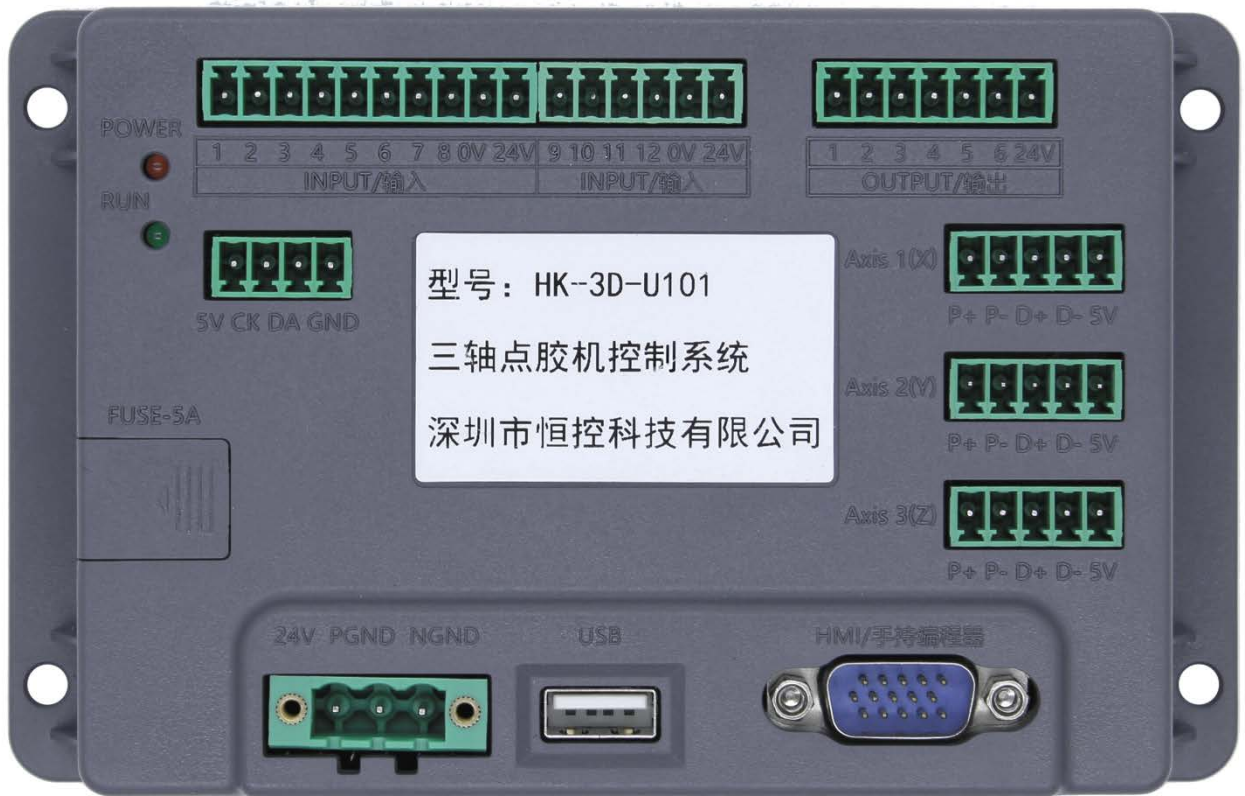 POWER
RUN
1 2 3 4 5 6 7 8 0V 24V 9 10 11 12 0V 24V
INPUT/输入 INPUT/输入
1 2 3 4 5 6 24V
OUTPUT/输出
5V CK DA GND
型号：HK--3D-U101
三轴点胶机控制系统
深圳市恒控科技有限公司
Axis 1(X)
P+ P- D+ D- 5V
Axis 2(Y)
P+ P- D+ D- 5V
Axis 3(Z)
P+ P- D+ D- 5V
FUSE-5A
24V PGND NGND
USB
HMI/手持编程器